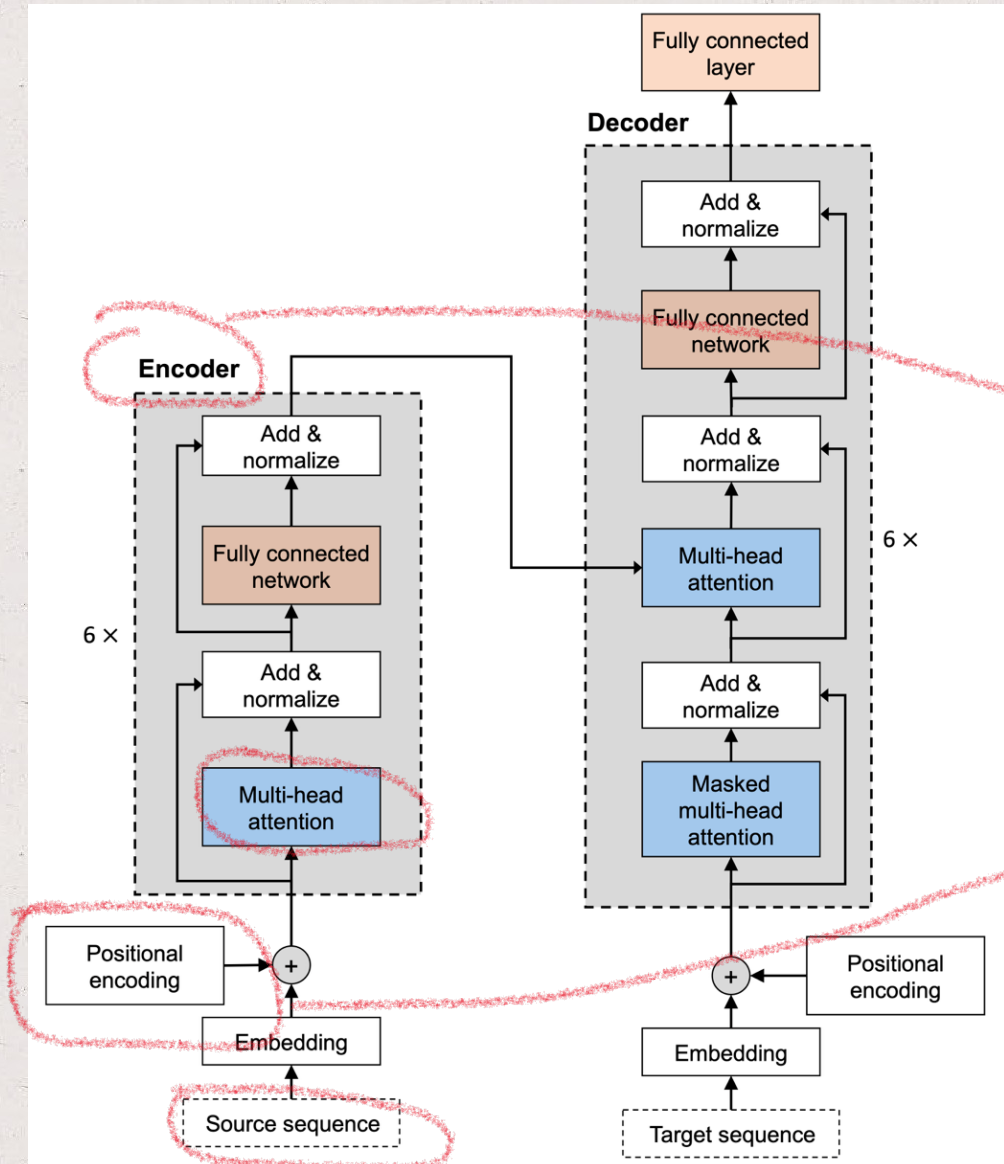 Fully connected
layer
Decoder
Add &
normalize
Fully connected
network
Add &
normalize
Multi-head
attention
6 ×
Add &
normalize
Masked
multi-head
attention
Positional
encoding
+
Embedding
Target sequence
Encoder
Add &
normalize
Fully connected
network
6 ×
Add &
normalize
Multi-head
attention
Positional
encoding
+
Embedding
Source sequence